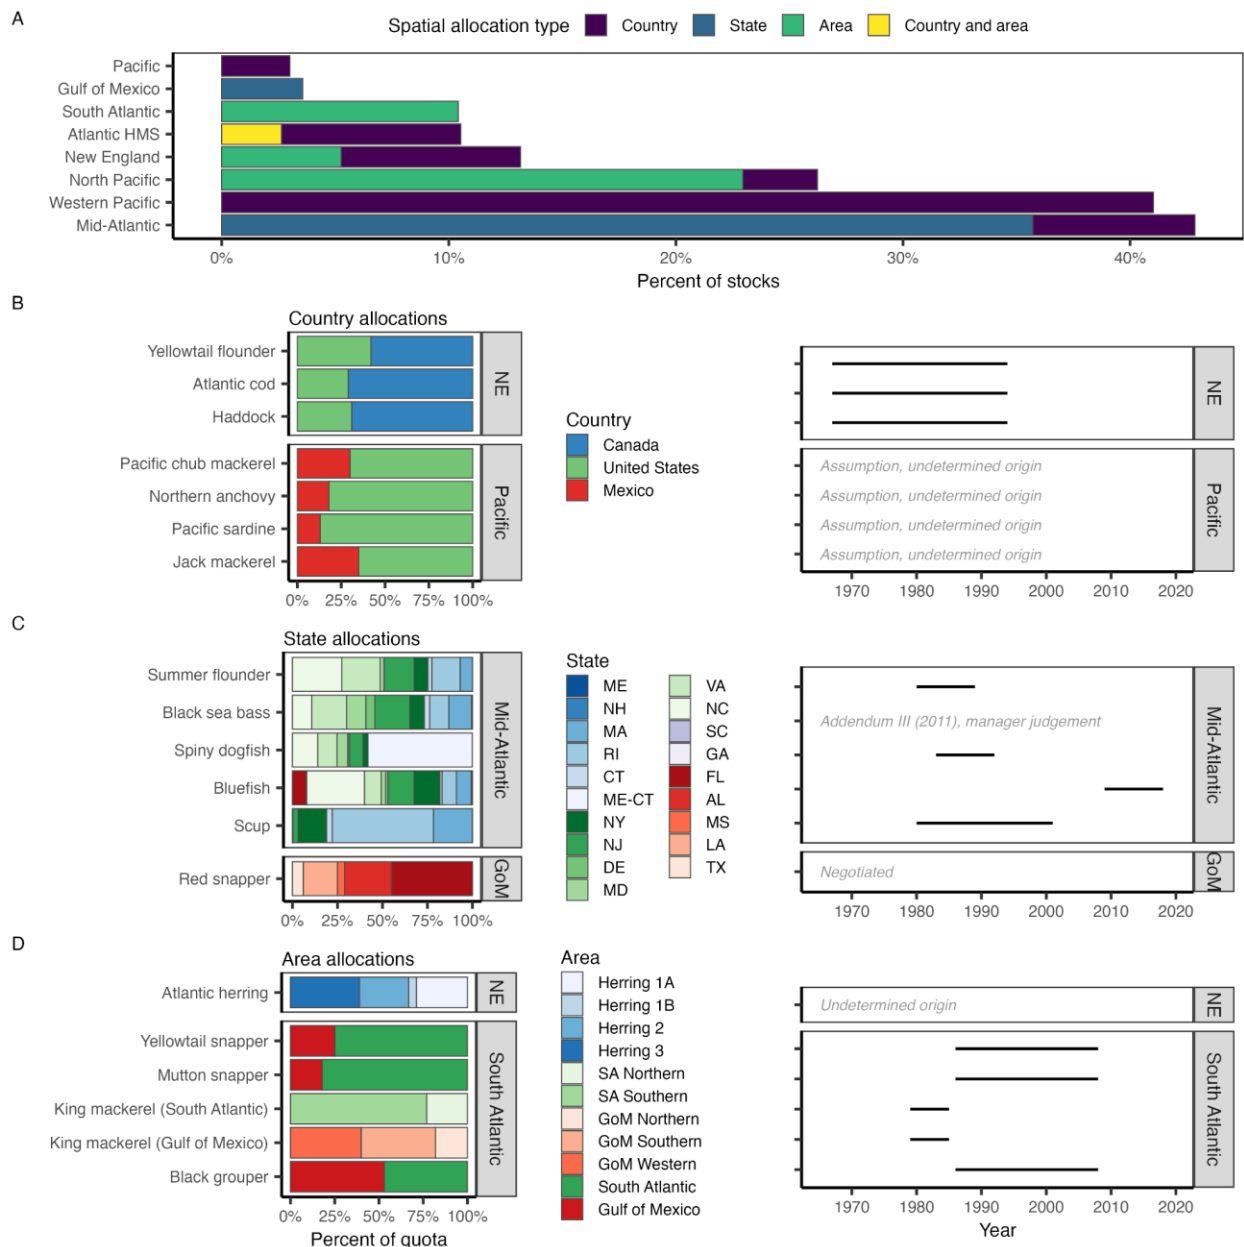 A
Spatial allocation type
Country
State
Area
Country and area
Pacific
Gulf of Mexico
South Atlantic
Atlantic HMS
New England
North Pacific
Western Pacific
Mid-Atlantic
0%
10%
20%
30%
40%
Percent of stocks
B
Country allocations
Yellowtail flounder
Atlantic cod
Haddock
NE
Pacific chub mackerel
Northern anchovy
Pacific sardine
Jack mackerel
Pacific
0%
25%
50%
75%
100%
Country
Canada
United States
Mexico
NE
Assumption, undetermined origin
Assumption, undetermined origin
Assumption, undetermined origin
Assumption, undetermined origin
Pacific
1970
1980
1990
2000
2010
2020
C
State allocations
Summer flounder
Black sea bass
Spiny dogfish
Bluefish
Scup
Mid-Atlantic
Red snapper
GoM
0%
25%
50%
75%
100%
State
ME
NH
MA
RI
CT
ME-CT
NY
NJ
DE
MD
VA
NC
SC
GA
FL
AL
MS
LA
TX
Addendum III (2011), manager judgement
Mid-Atlantic
Negotiated
GoM
1970
1980
1990
2000
2010
2020
D
Area allocations
Atlantic herring
NE
Yellowtail snapper
Mutton snapper
King mackerel (South Atlantic)
King mackerel (Gulf of Mexico)
Black grouper
South Atlantic
0%
25%
50%
75%
100%
Percent of quota
Area
Herring 1A
Herring 1B
Herring 2
Herring 3
SA Northern
SA Southern
GoM Northern
GoM Southern
GoM Western
South Atlantic
Gulf of Mexico
Undetermined origin
NE
South Atlantic
1970
1980
1990
2000
2010
2020
Year